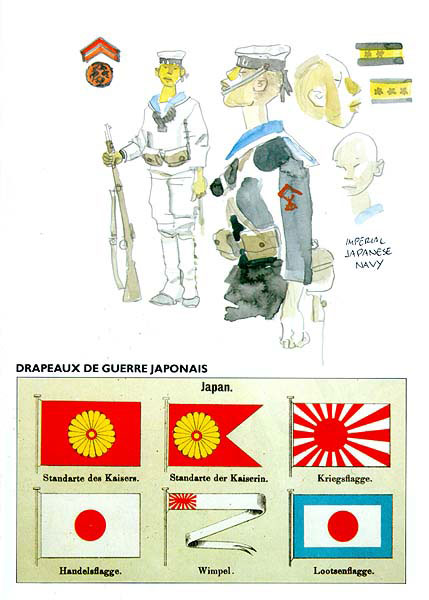 IMPERIAL
JAPANESE
NAVY
DRAPEAUX DE GUERRE JAPONAIS
Japan.
Standarte des Kaisers.
Standarte der Kaiserin.
Kriegsflagge.
Handelsflagge.
Wimpel.
Lootsenflagge.